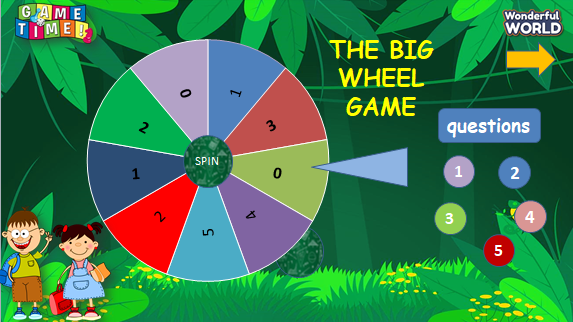 GAME
TIME!
Wonderful
WORLD
THE BIG
WHEEL
GAME
0
1
2
3
1
SPIN
0
2
4
5
questions
1
2
3
4
5